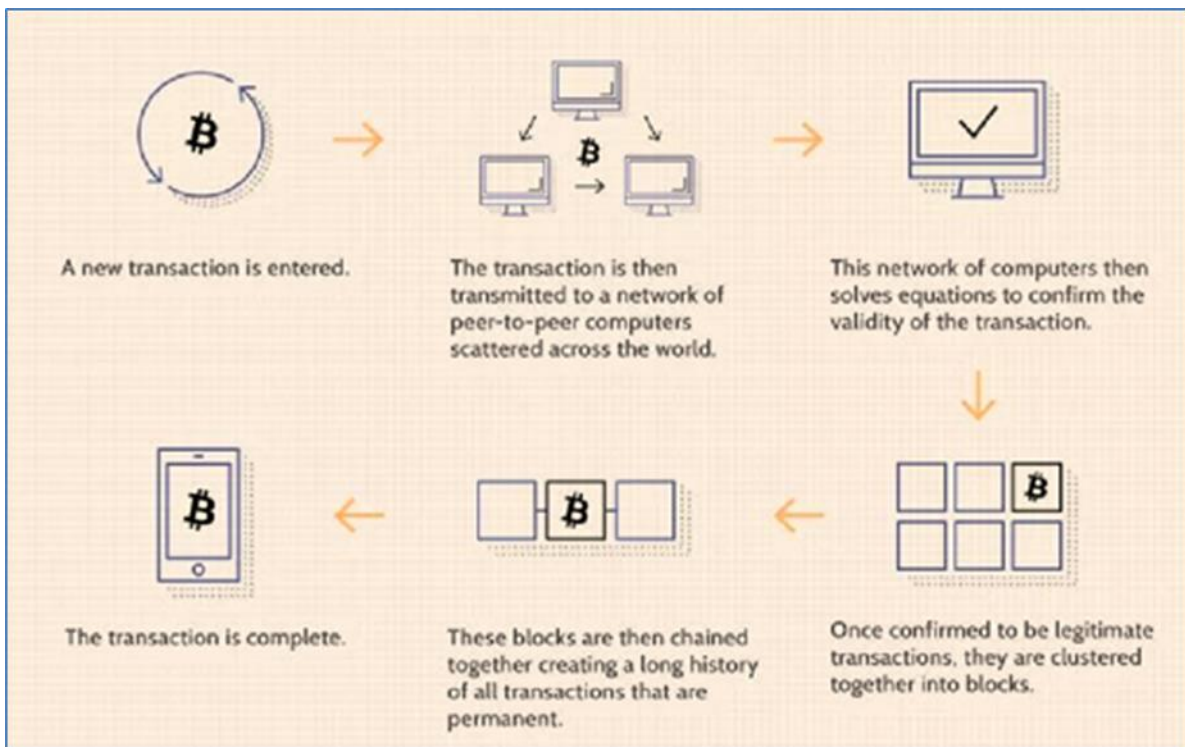 A new transaction is entered.
The transaction is then
transmitted to a network of
peer-to-peer computers
scattered across the world.
This network of computers then
solves equations to confirm the
validity of the transaction.
Once confirmed to be legitimate
transactions, they are clustered
together into blocks.
These blocks are then chained
together creating a long history
of all transactions that are
permanent.
The transaction is complete.